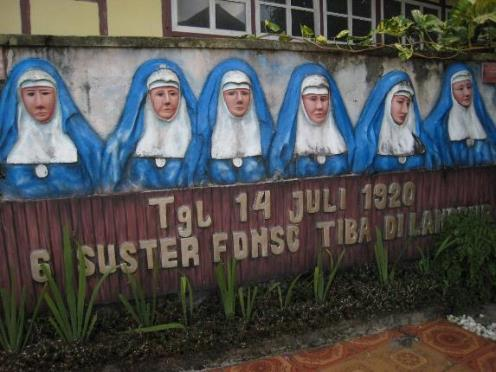 Tgl 14 JULI 1920
6 SUSTER FDNSC TIBA DI